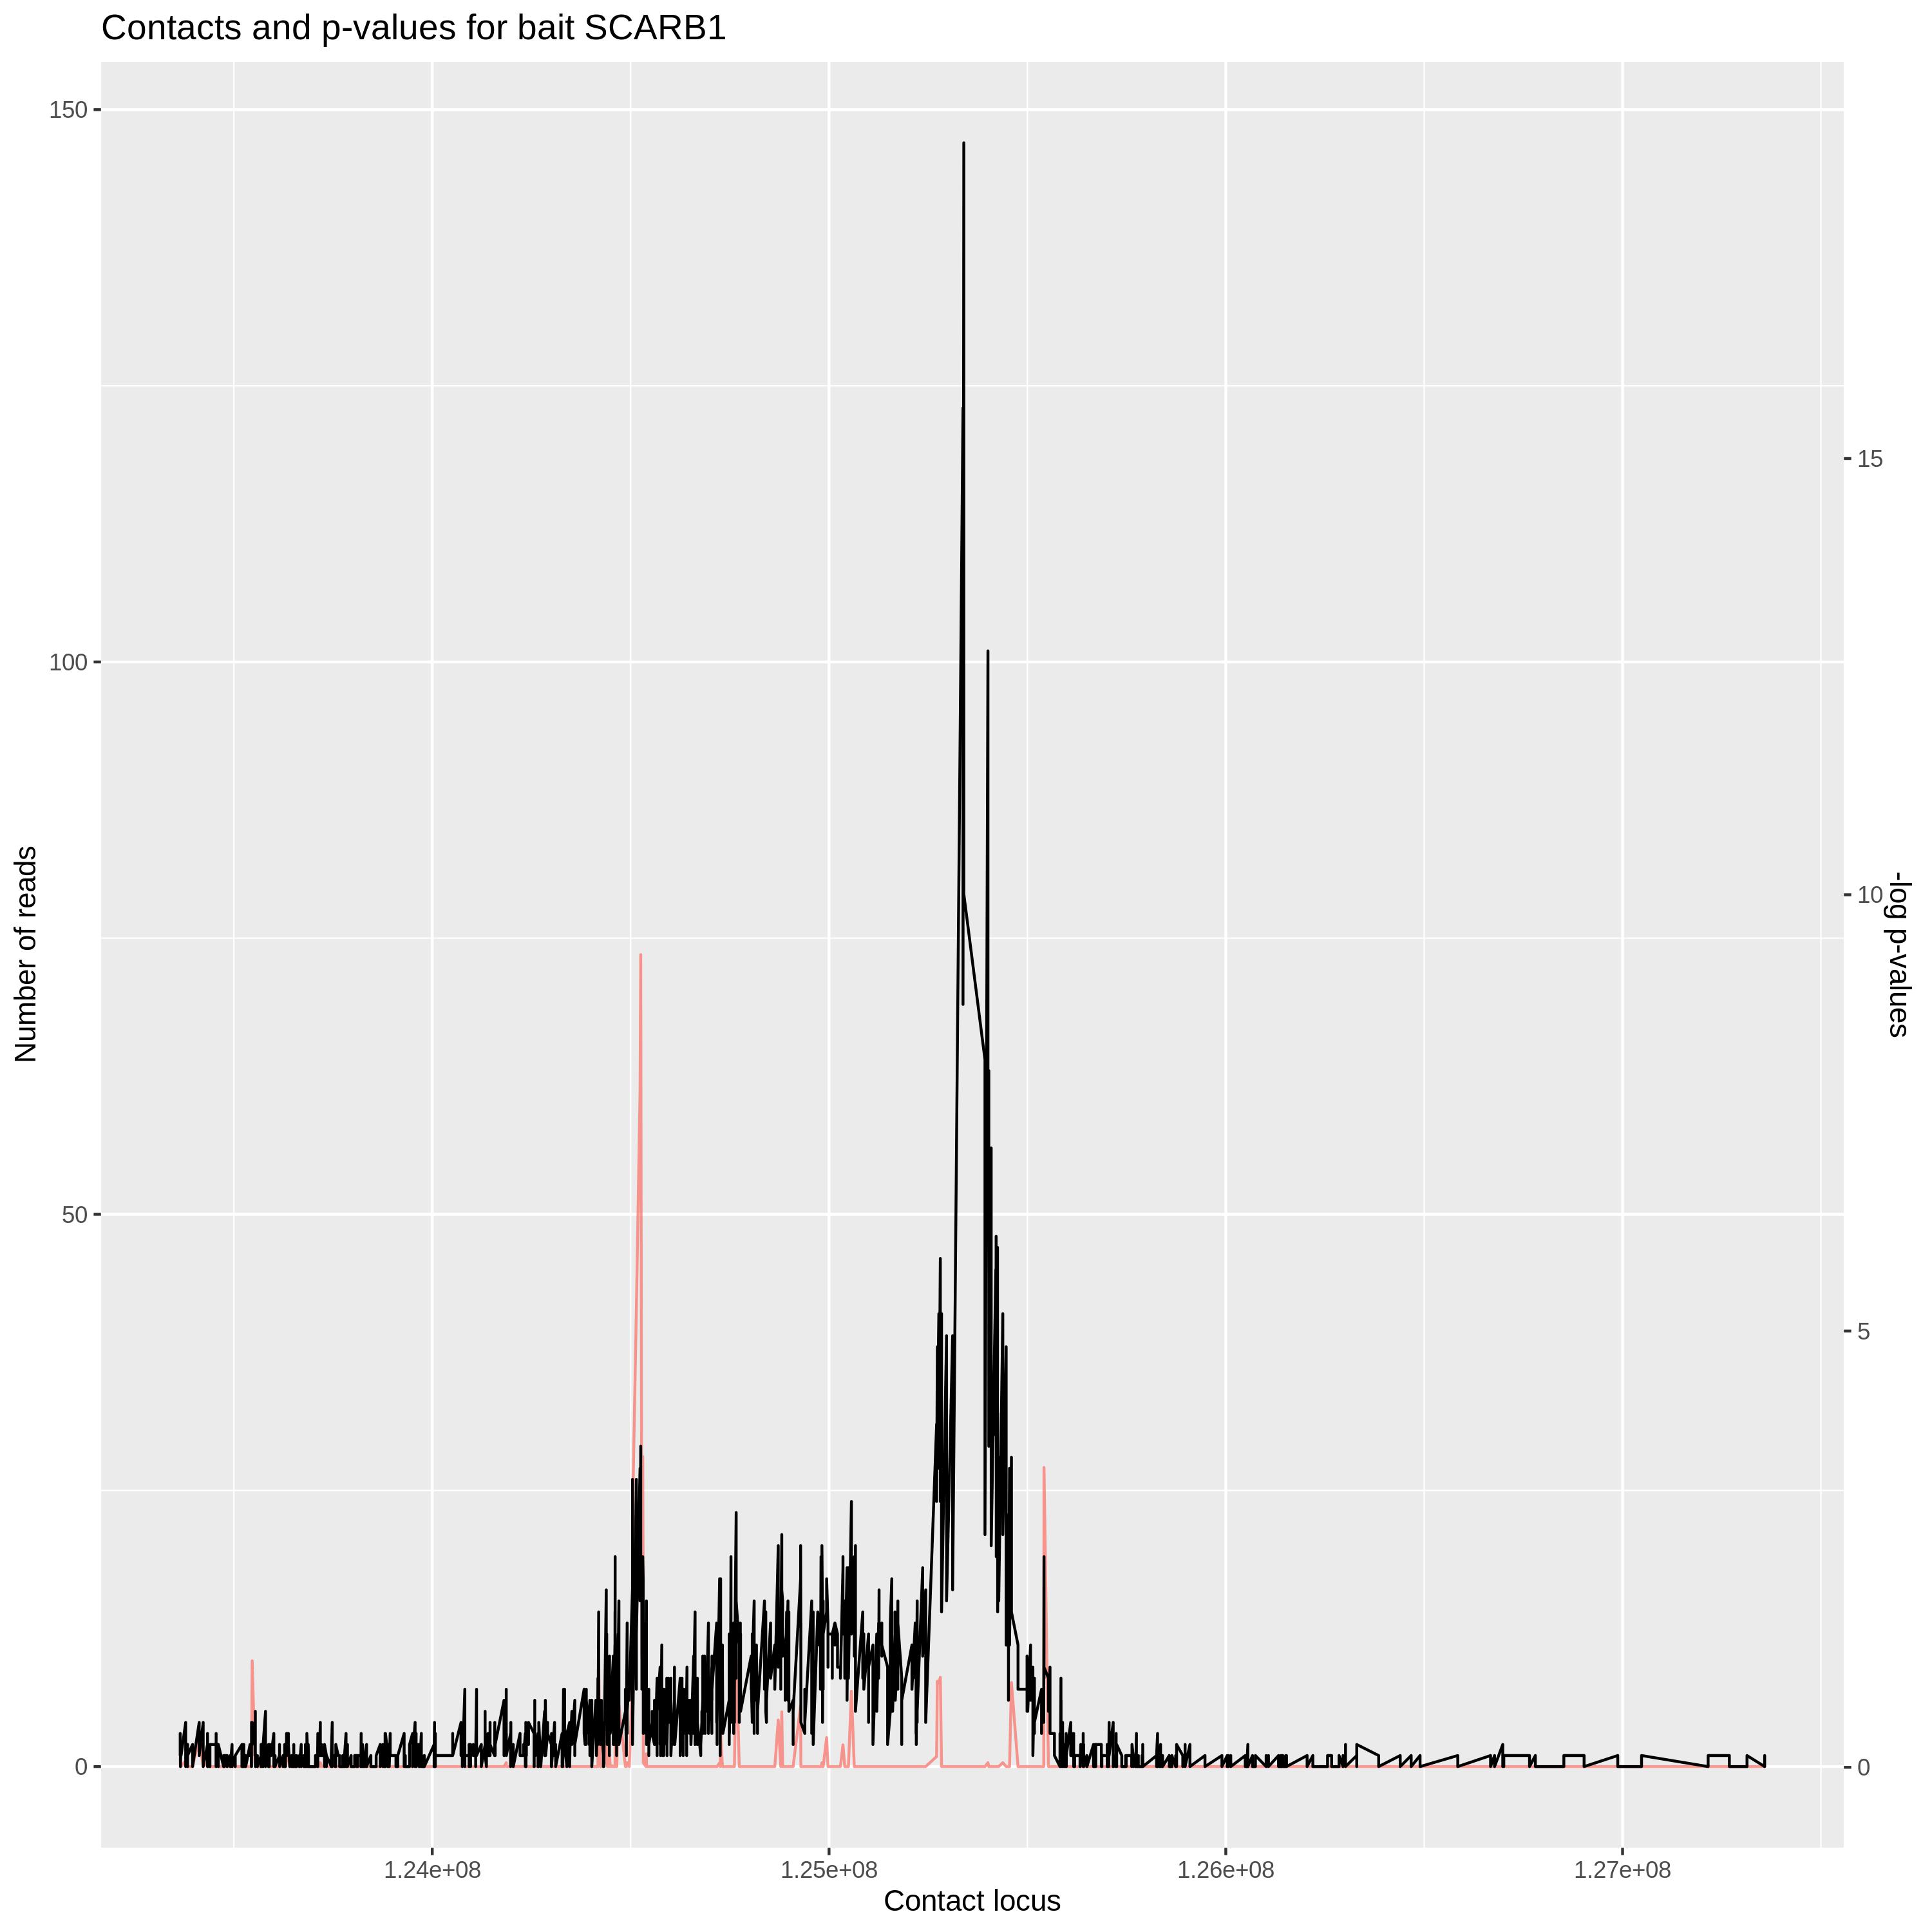 Contacts and p-values for bait SCARB1
150
100
50
0
Number of reads
15
10
5
0
-log p-values
1.24e+08
1.25e+08
1.26e+08
1.27e+08
Contact locus